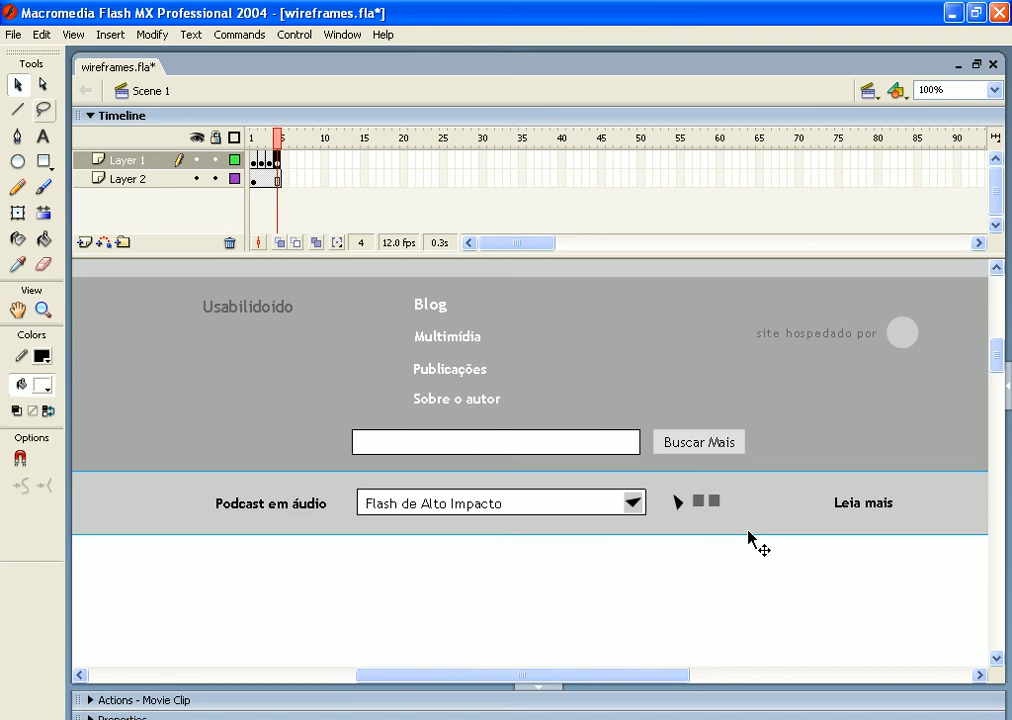 Macromedia Flash MX Professional 2004 - [wireframes.fla*]
File Edit View Insert Modify Text Commands Control Window Help
Tools
wireframes.fla*
Scene 1
100%
Timeline
1 5 10 15 20 25 30 35 40 45 50 55 60 65 70 75 80 85 90
Layer 1
Layer 2
4 12.0 fps 0.3s
View
Colors
Options
Usabilidoido
Blog
Multimídia
Publicações
Sobre o autor
site hospedado por
Buscar Mais
Podcast em áudio
Flash de Alto Impacto
Leia mais
Actions - Movie Clip
Properties